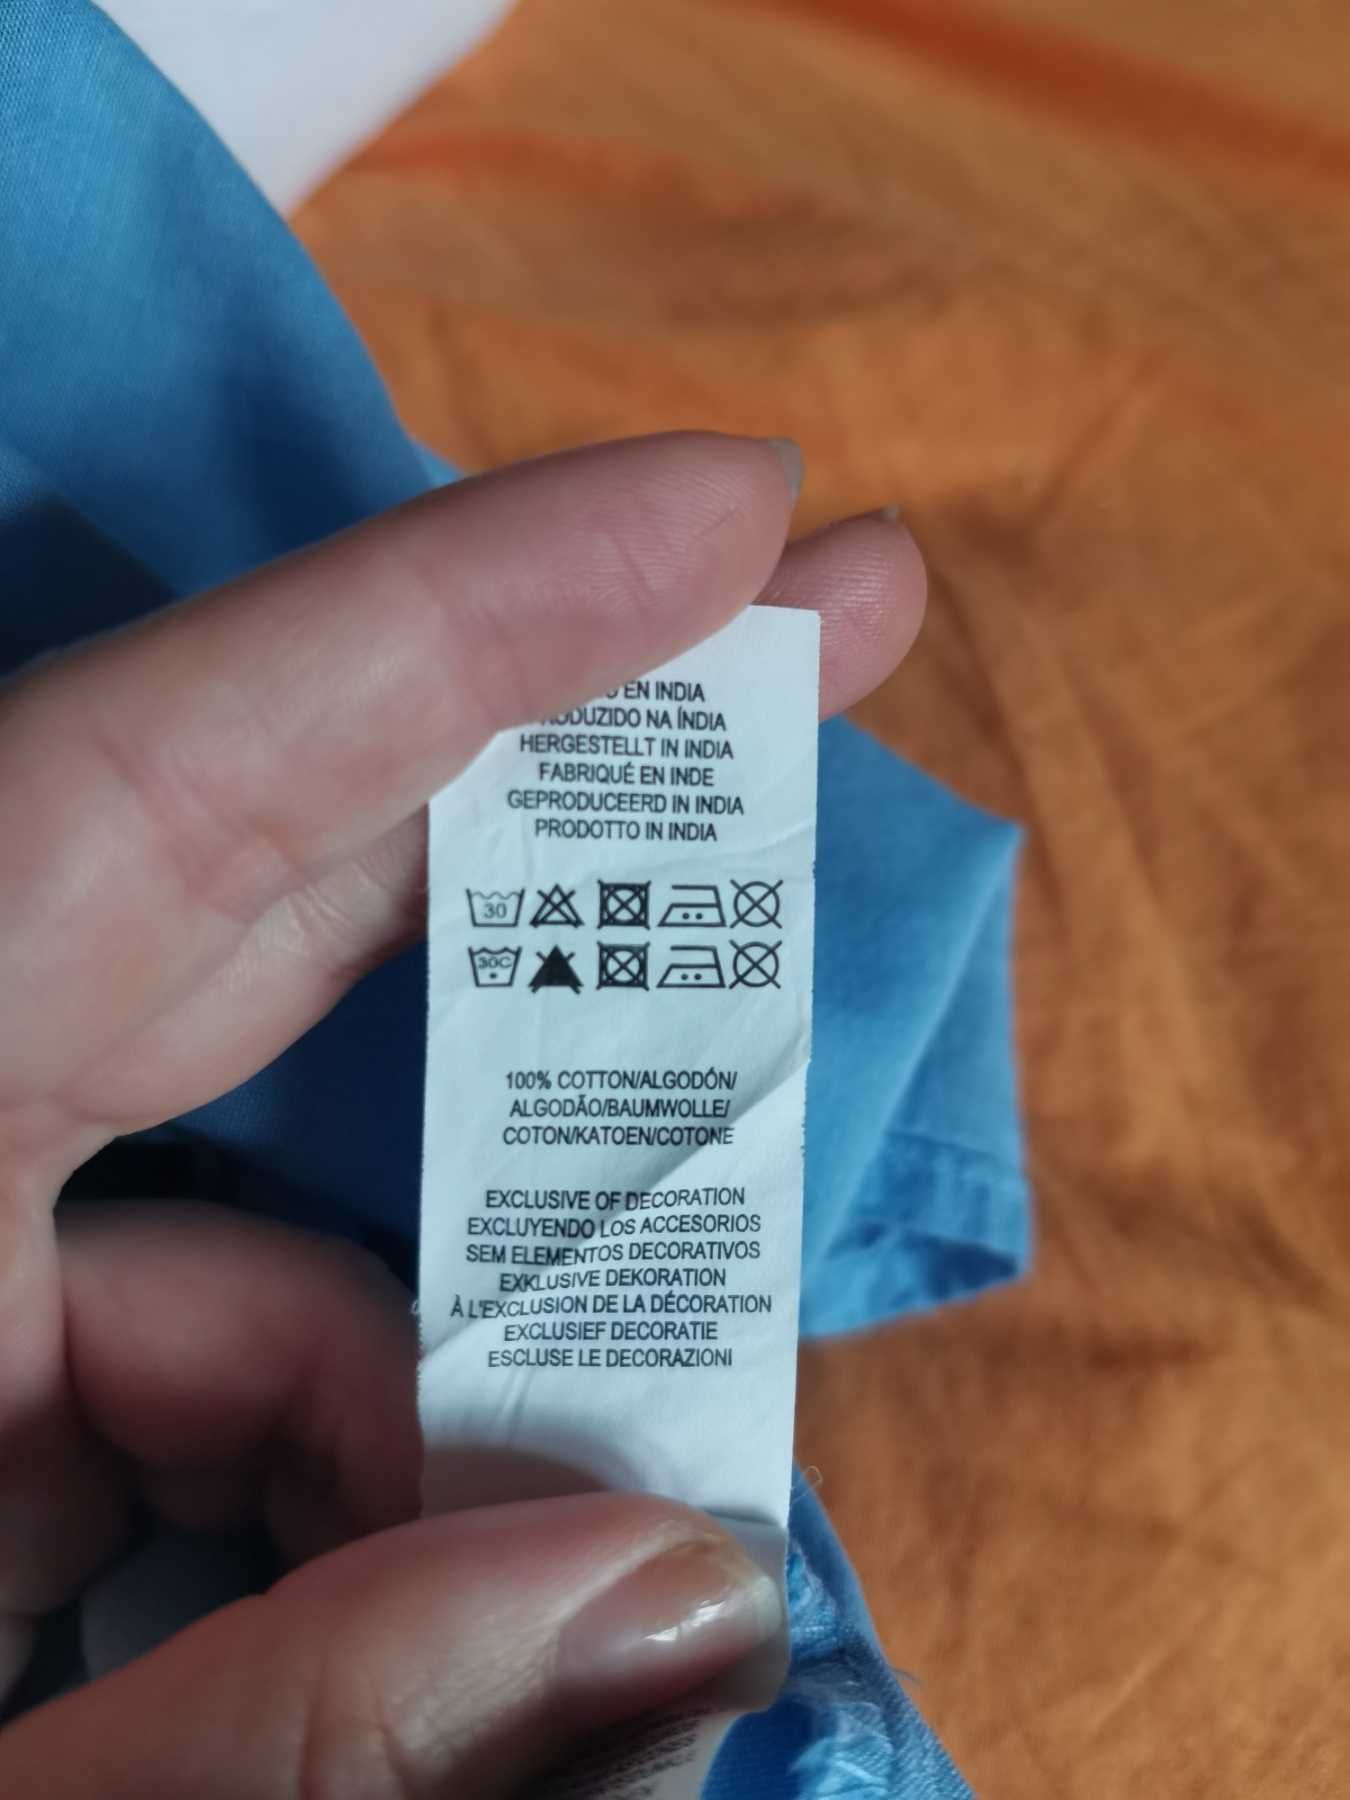 EN INDIA
PRODUZIDO NA ÍNDIA
HERGESTELLT IN INDIA
FABRIQUÉ EN INDE
GEPRODUCEERD IN INDIA
PRODOTTO IN INDIA
30
30C
100% COTTON/ALGODÓN/
ALGODÃO/BAUMWOLLE/
COTON/KATOEN/COTONE
EXCLUSIVE OF DECORATION
EXCLUYENDO LOS ACCESORIOS
SEM ELEMENTOS DECORATIVOS
EXKLUSIVE DEKORATION
À L'EXCLUSION DE LA DÉCORATION
EXCLUSIEF DECORATIE
ESCLUSE LE DECORAZIONI